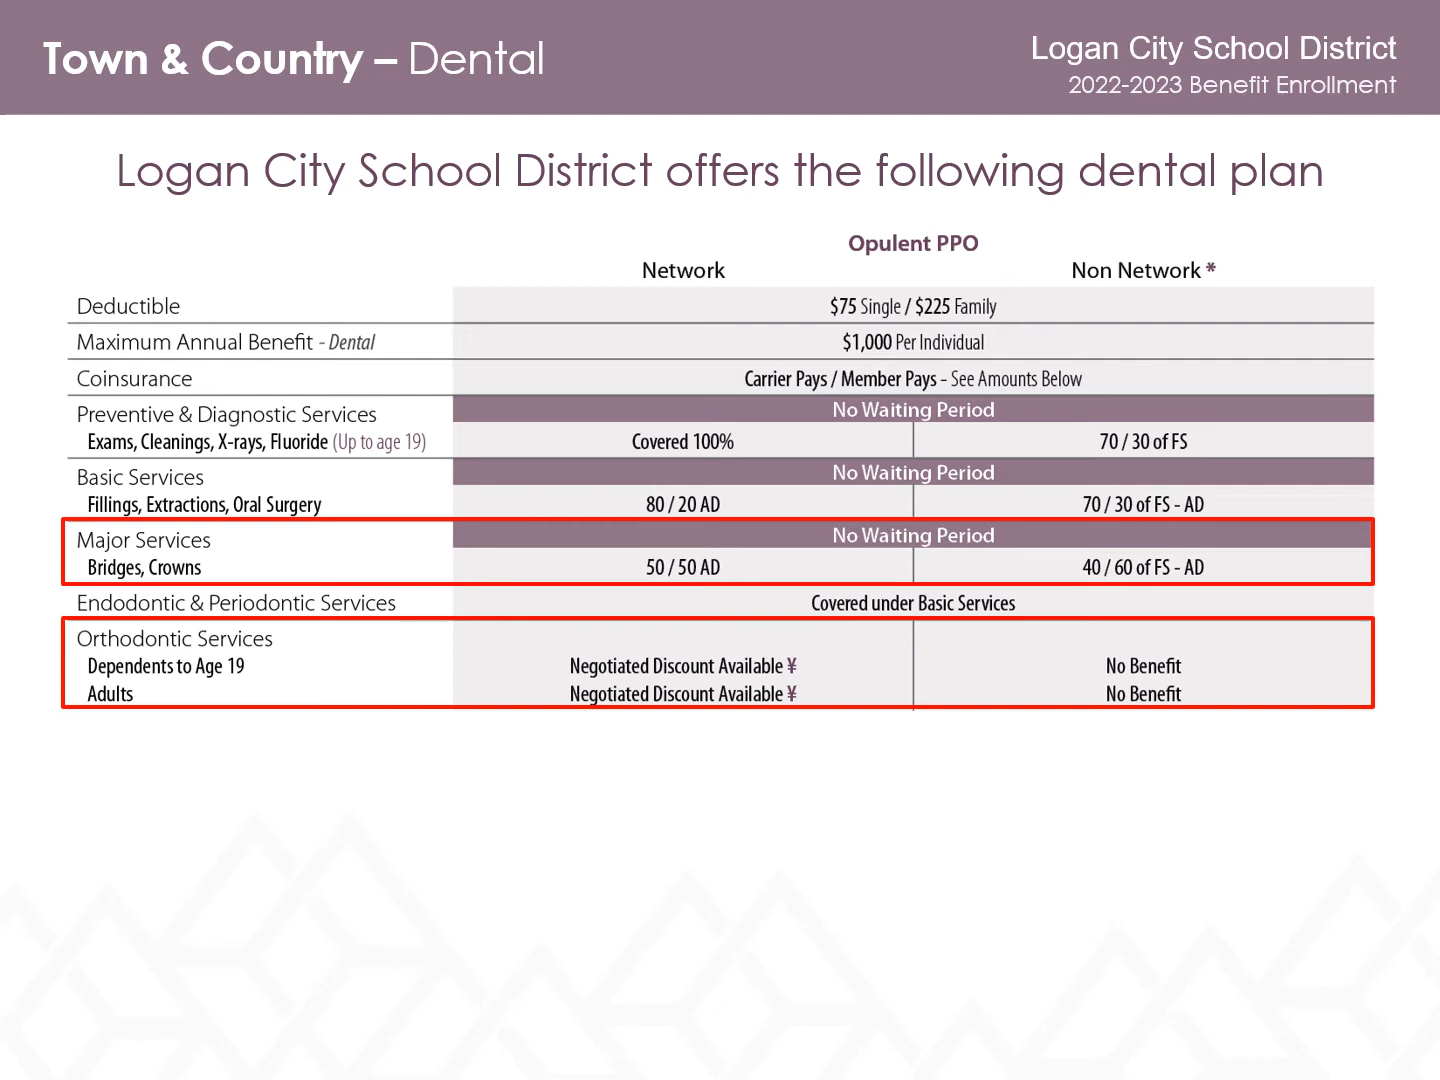 Town & Country – Dental
Logan City School District
2022-2023 Benefit Enrollment
Logan City School District offers the following dental plan
Opulent PPO
Network Non Network *
Deductible $75 Single / $225 Family
Maximum Annual Benefit - Dental $1,000 Per Individual
Coinsurance Carrier Pays / Member Pays - See Amounts Below
Preventive & Diagnostic Services No Waiting Period
Exams, Cleanings, X-rays, Fluoride (Up to age 19) Covered 100% 70 / 30 of FS
Basic Services No Waiting Period
Fillings, Extractions, Oral Surgery 80 / 20 AD 70 / 30 of FS - AD
Major Services No Waiting Period
Bridges, Crowns 50 / 50 AD 40 / 60 of FS - AD
Endodontic & Periodontic Services Covered under Basic Services
Orthodontic Services
Dependents to Age 19 Negotiated Discount Available ¥ No Benefit
Adults Negotiated Discount Available ¥ No Benefit